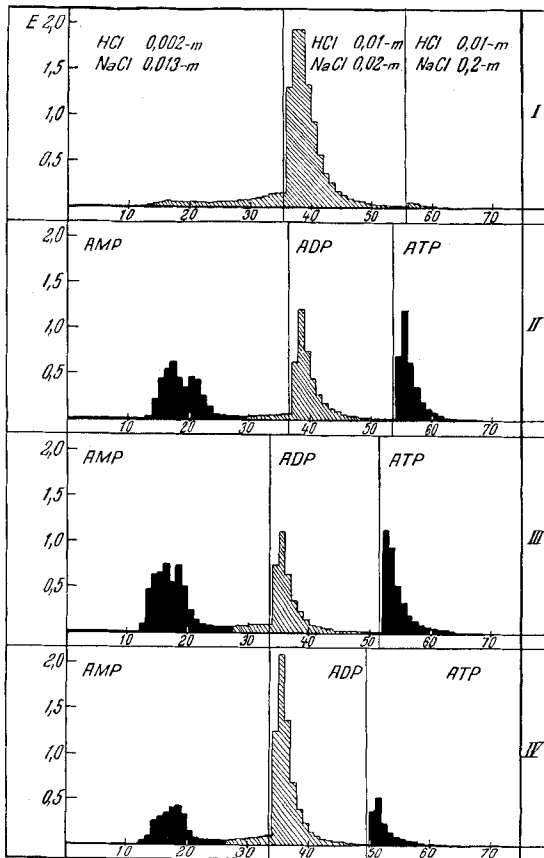 E 2,0
HCl 0,002-m HCl 0,01-m HCl 0,01-m
NaCl 0,013-m NaCl 0,02-m NaCl 0,2-m
1,5
1,0
I
0,5
10 20 30 40 50 60 70
AMP ADP ATP
2,0
1,5
1,0
II
0,5
10 20 30 40 50 60 70
AMP ADP ATP
2,0
1,5
1,0
III
0,5
10 20 30 40 50 60 70
AMP ADP ATP
2,0
1,5
1,0
IV
0,5
10 20 30 40 50 60 70